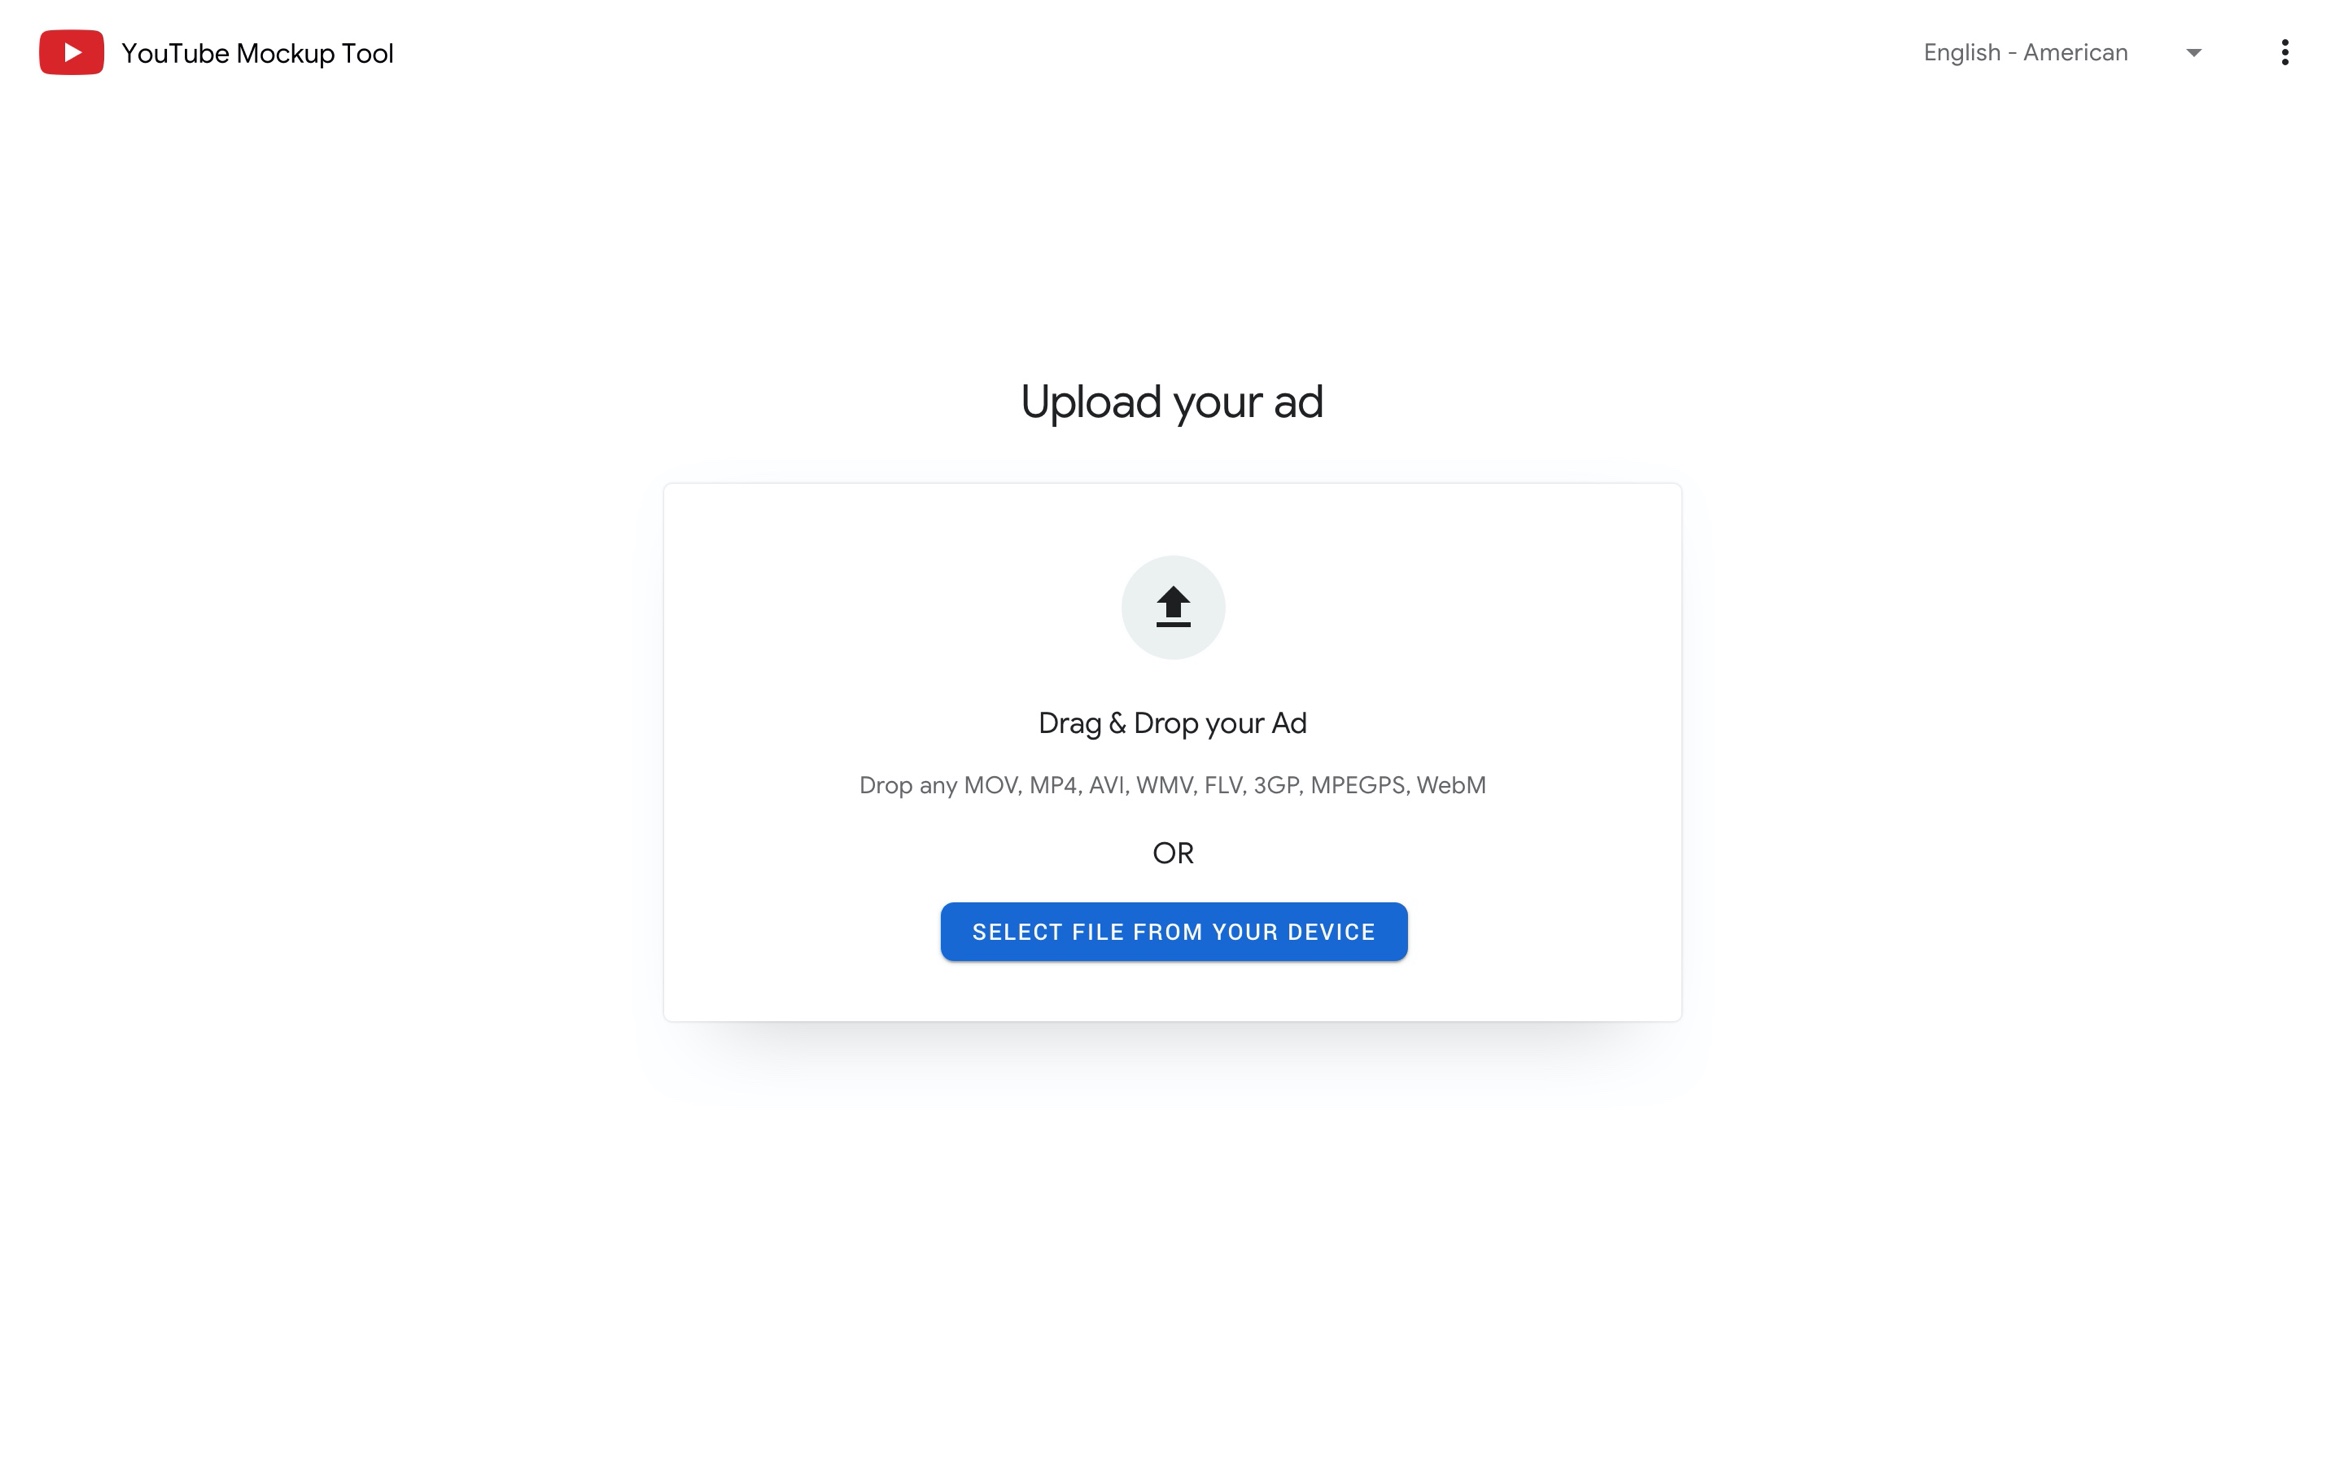 YouTube Mockup Tool
English - American
Upload your ad
Drag & Drop your Ad
Drop any MOV, MP4, AVI, WMV, FLV, 3GP, MPEGPS, WebM
OR
SELECT FILE FROM YOUR DEVICE